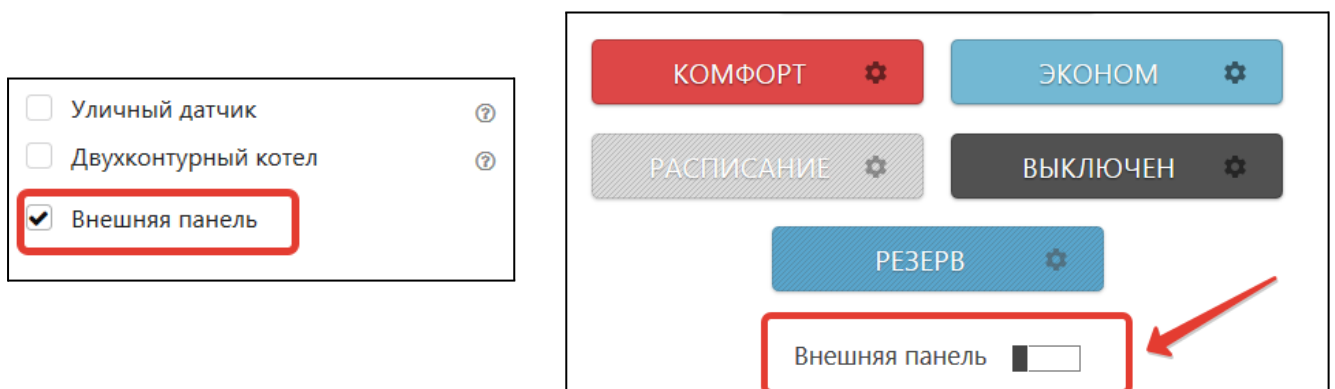 Уличный датчик
Двухконтурный котел
Внешняя панель
КОМФОРТ
ЭКОНОМ
РАСПИСАНИЕ
ВЫКЛЮЧЕН
РЕЗЕРВ
Внешняя панель